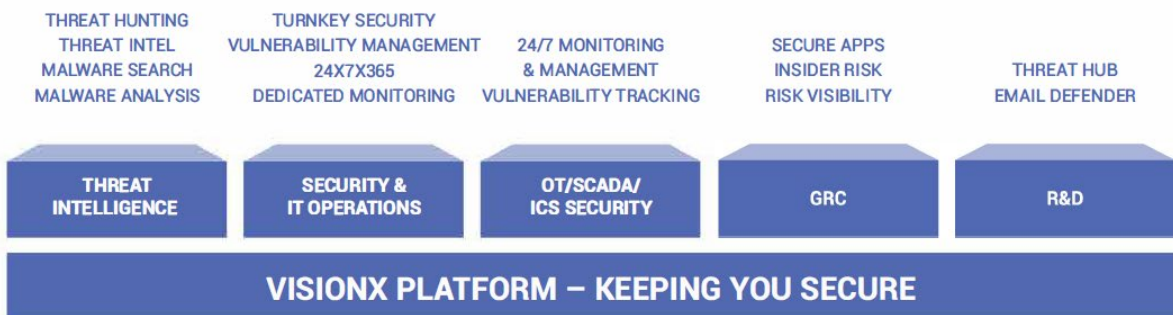 THREAT HUNTING
THREAT INTEL
MALWARE SEARCH
MALWARE ANALYSIS
TURNKEY SECURITY
VULNERABILITY MANAGEMENT
24X7X365
DEDICATED MONITORING
24/7 MONITORING
& MANAGEMENT
VULNERABILITY TRACKING
SECURE APPS
INSIDER RISK
RISK VISIBILITY
THREAT HUB
EMAIL DEFENDER
THREAT
INTELLIGENCE
SECURITY &
IT OPERATIONS
OT/SCADA/
ICS SECURITY
GRC
R&D
VISIONX PLATFORM – KEEPING YOU SECURE